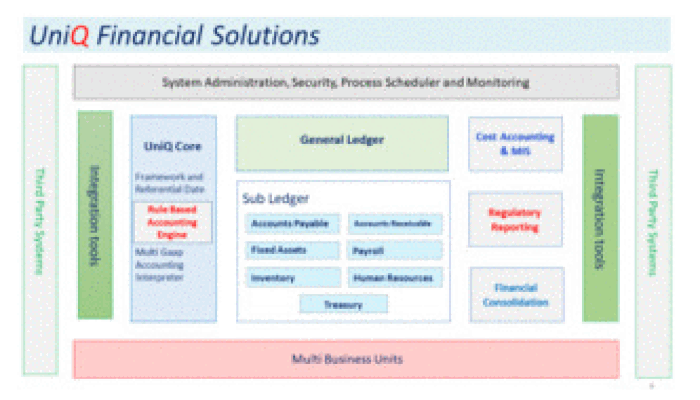 UniQ Financial Solutions
System Administration, Security, Process Scheduler and Monitoring
Third Party Systems
Integration tools
UniQ Core
Framework and
Referential Date
Rule Based
Accounting
Engine
Multi Gaap
Accounting
Interpreter
General Ledger
Sub Ledger
Accounts Payable
Accounts Receivable
Fixed Assets
Payroll
Inventory
Human Resources
Treasury
Cost Accounting
& MIS
Regulatory
Reporting
Financial
Consolidation
Integration tools
Third Party Systems
Multi Business Units